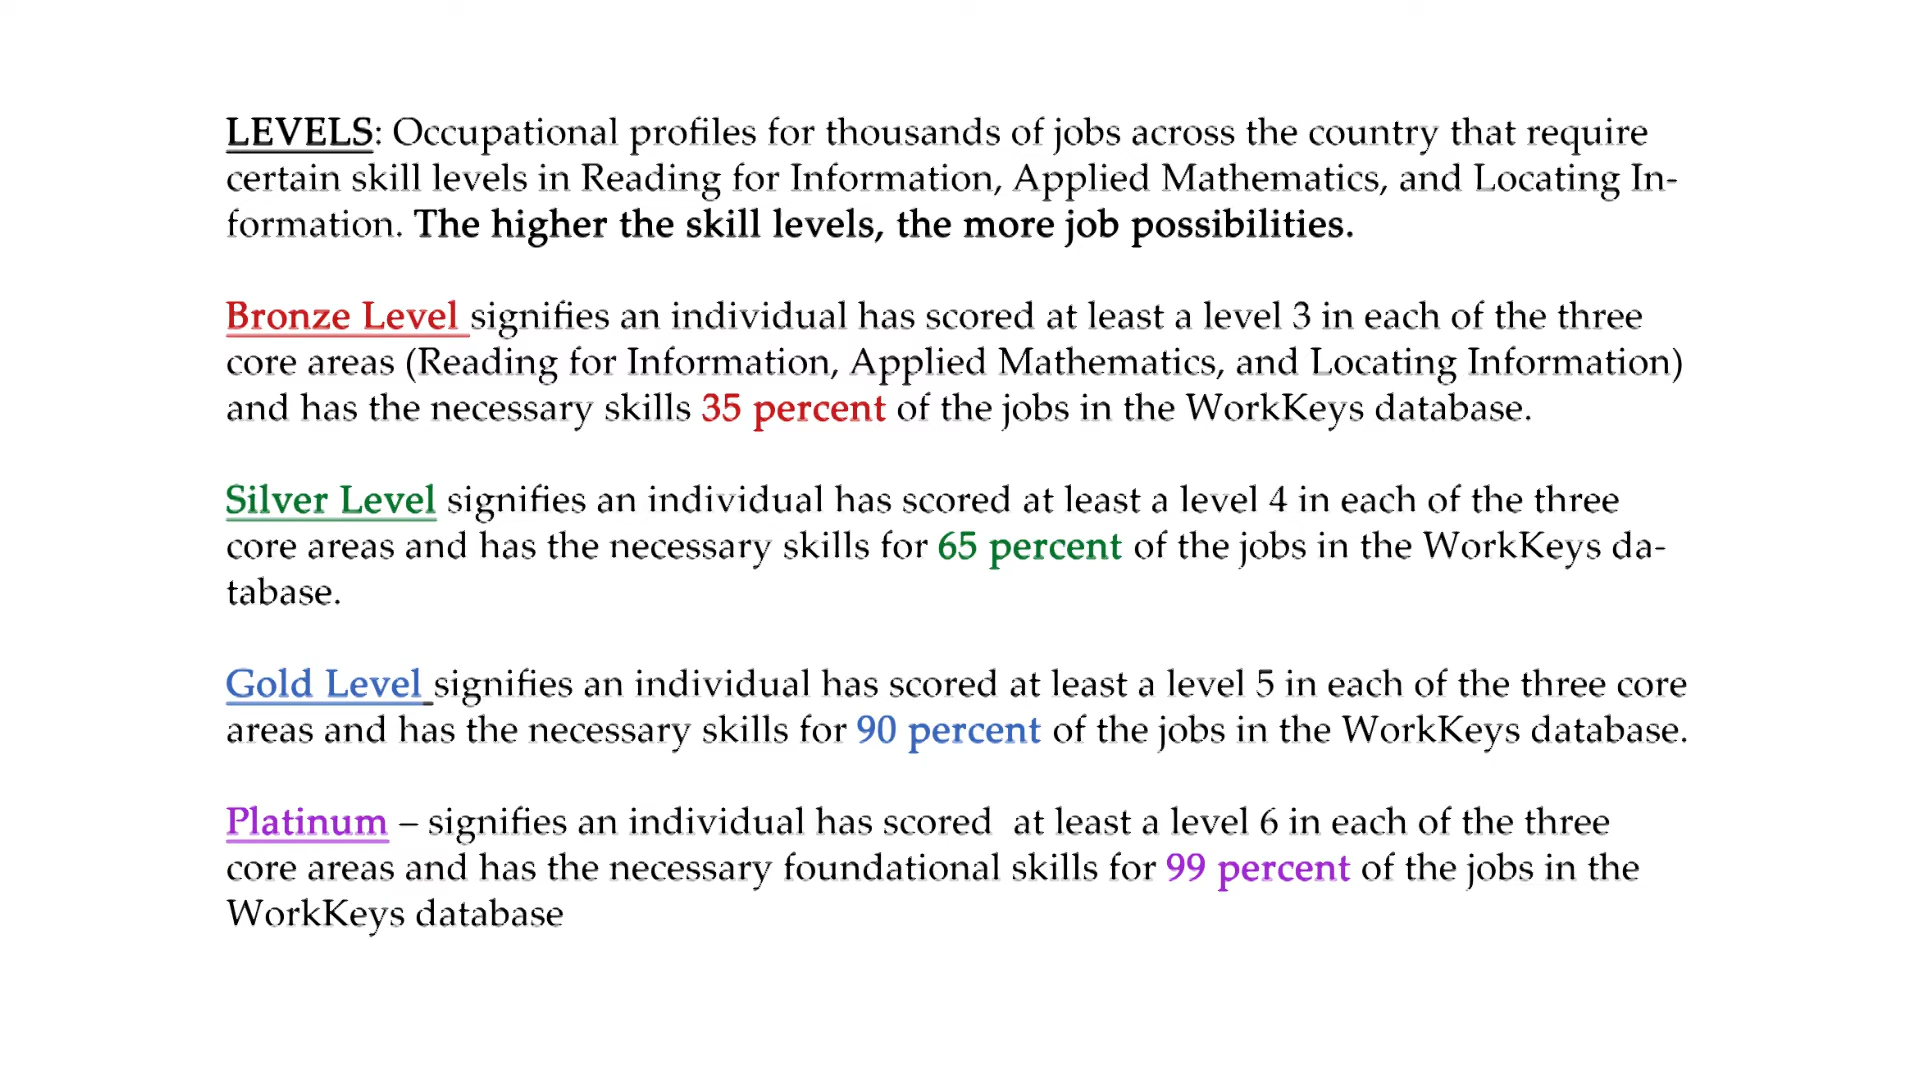 LEVELS: Occupational profiles for thousands of jobs across the country that require
certain skill levels in Reading for Information, Applied Mathematics, and Locating In-
formation. The higher the skill levels, the more job possibilities.
Bronze Level signifies an individual has scored at least a level 3 in each of the three
core areas (Reading for Information, Applied Mathematics, and Locating Information)
and has the necessary skills 35 percent of the jobs in the WorkKeys database.
Silver Level signifies an individual has scored at least a level 4 in each of the three
core areas and has the necessary skills for 65 percent of the jobs in the WorkKeys da-
tabase.
Gold Level signifies an individual has scored at least a level 5 in each of the three core
areas and has the necessary skills for 90 percent of the jobs in the WorkKeys database.
Platinum – signifies an individual has scored  at least a level 6 in each of the three
core areas and has the necessary foundational skills for 99 percent of the jobs in the
WorkKeys database